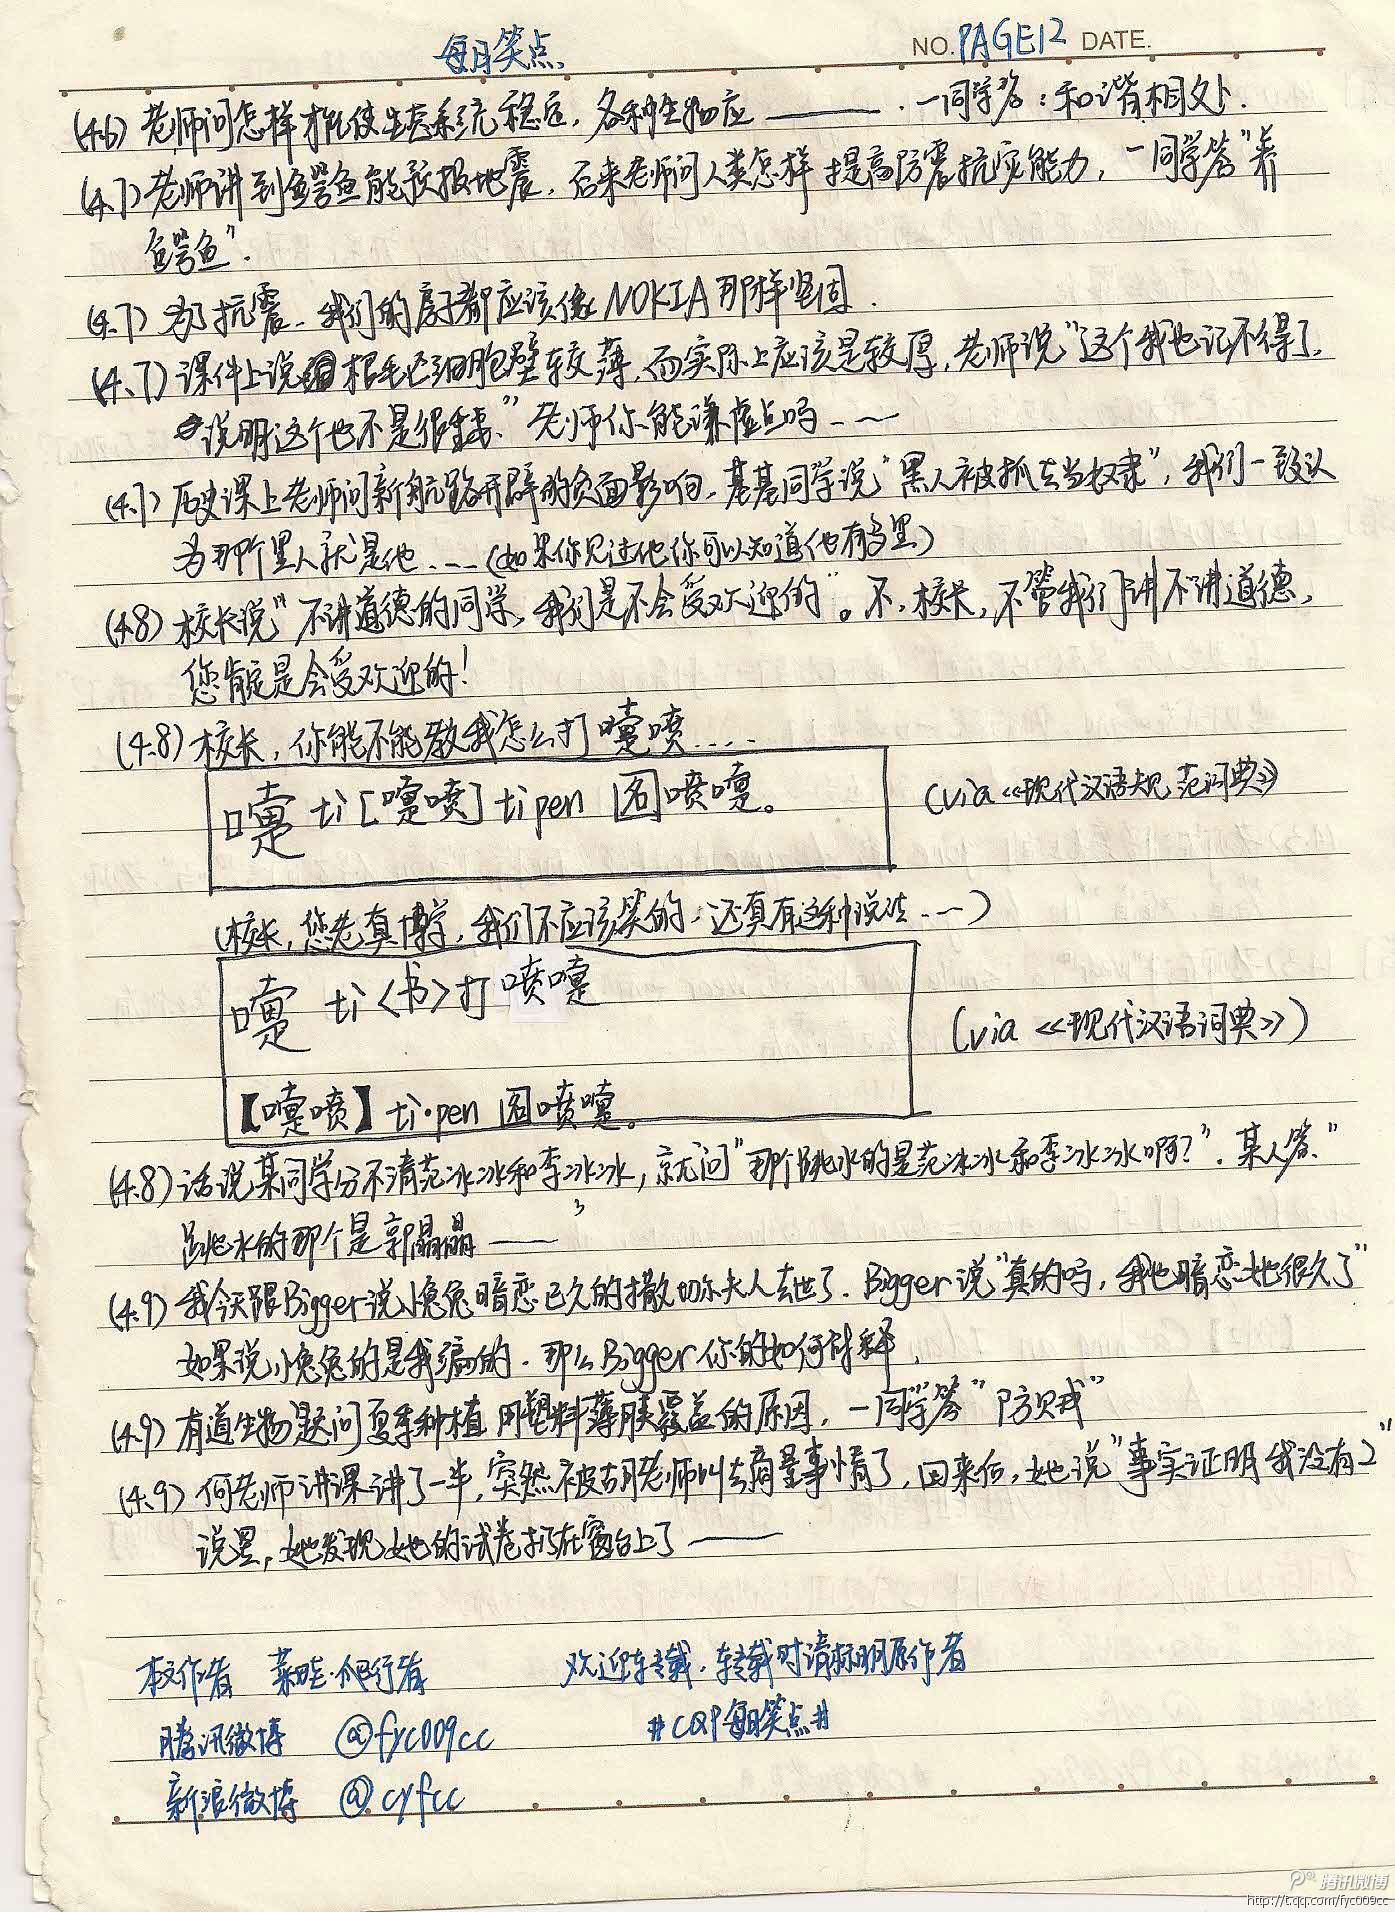 每日笑点
NO. PAGE12 DATE.
(4.6) 老师问怎样才能使生态系统稳定，各种生物应———．一同学答：和谐相处．
(4.7) 老师讲到鳄鱼能预报地震，后来老师问人类怎样提高防震抗灾能力，一同学答"养
鳄鱼".
(4.7) 为了抗震，我们的房子都应该像NOKIA那样坚固．
(4.7) 课件上说根毛区细胞壁较薄，而实际上应该是较厚，老师说"这个我也记不得了，
说明这个也不是很重要." 老师你能谦虚点吗．——
(4.7) 历史课上老师问新航路开辟的负面影响，基基同学说"黑人被抓去当奴隶"，我们一致认
为那个黑人就是他．——(如果你见过他你可以知道他有多黑)
(4.8) 校长说"不讲道德的同学，我们是不会受欢迎的"。不，校长，不管我们讲不讲道德，
您肯定是会受欢迎的！
(4.8) 校长，你能不能教我怎么打嚏喷....
嚏 ti [嚏喷] ti pen 图喷嚏。
(via《现代汉语规范词典》)
(校长，您老真博学，我们不应该笑的，还真有这种说法．——)
嚏 ti <书>打喷嚏
(via 《现代汉语词典》)
【嚏喷】ti·pen 图喷嚏。
(4.8) 话说某同学分不清范冰冰和李冰冰，就问"那个跳水的是范冰冰和李冰冰啊？"．某人答："
跳水的那个是郭晶晶——"
(4.9) 我今天跟Bigger说小兔兔暗恋已久的撒切尔夫人去世了．Bigger说"真的吗，我也暗恋她很久了"
如果说小兔兔的是我编的．那么Bigger你的如何解释．
(4.9) 有道生物题问夏季种植用塑料薄膜覆盖的原因，一同学答"防贼"
(4.9) 何老师讲课讲了一半，突然被胡老师叫去商量事情了，回来后，她说"事实证明我没有2"
说罢，她发现她的试卷扔在窗台上了——
本文作者 菜畦·爬行者 欢迎转载．转载时请标明原作者
腾讯微博 @fyc009cc #CQP每日笑点#
新浪微博 @cyfcc
腾讯微博
http://t.qq.com/fyc009cc